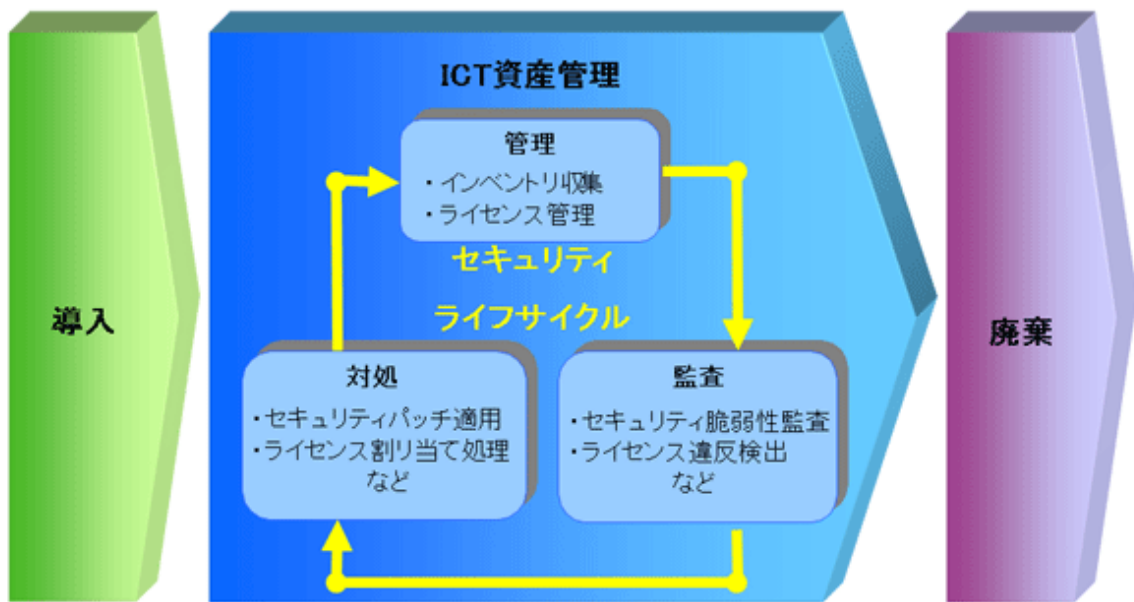 導入
ICT資産管理
管理
・インベントリ収集
・ライセンス管理
セキュリティ
ライフサイクル
対処
・セキュリティパッチ適用
・ライセンス割り当て処理
など
監査
・セキュリティ脆弱性監査
・ライセンス違反検出
など
廃棄